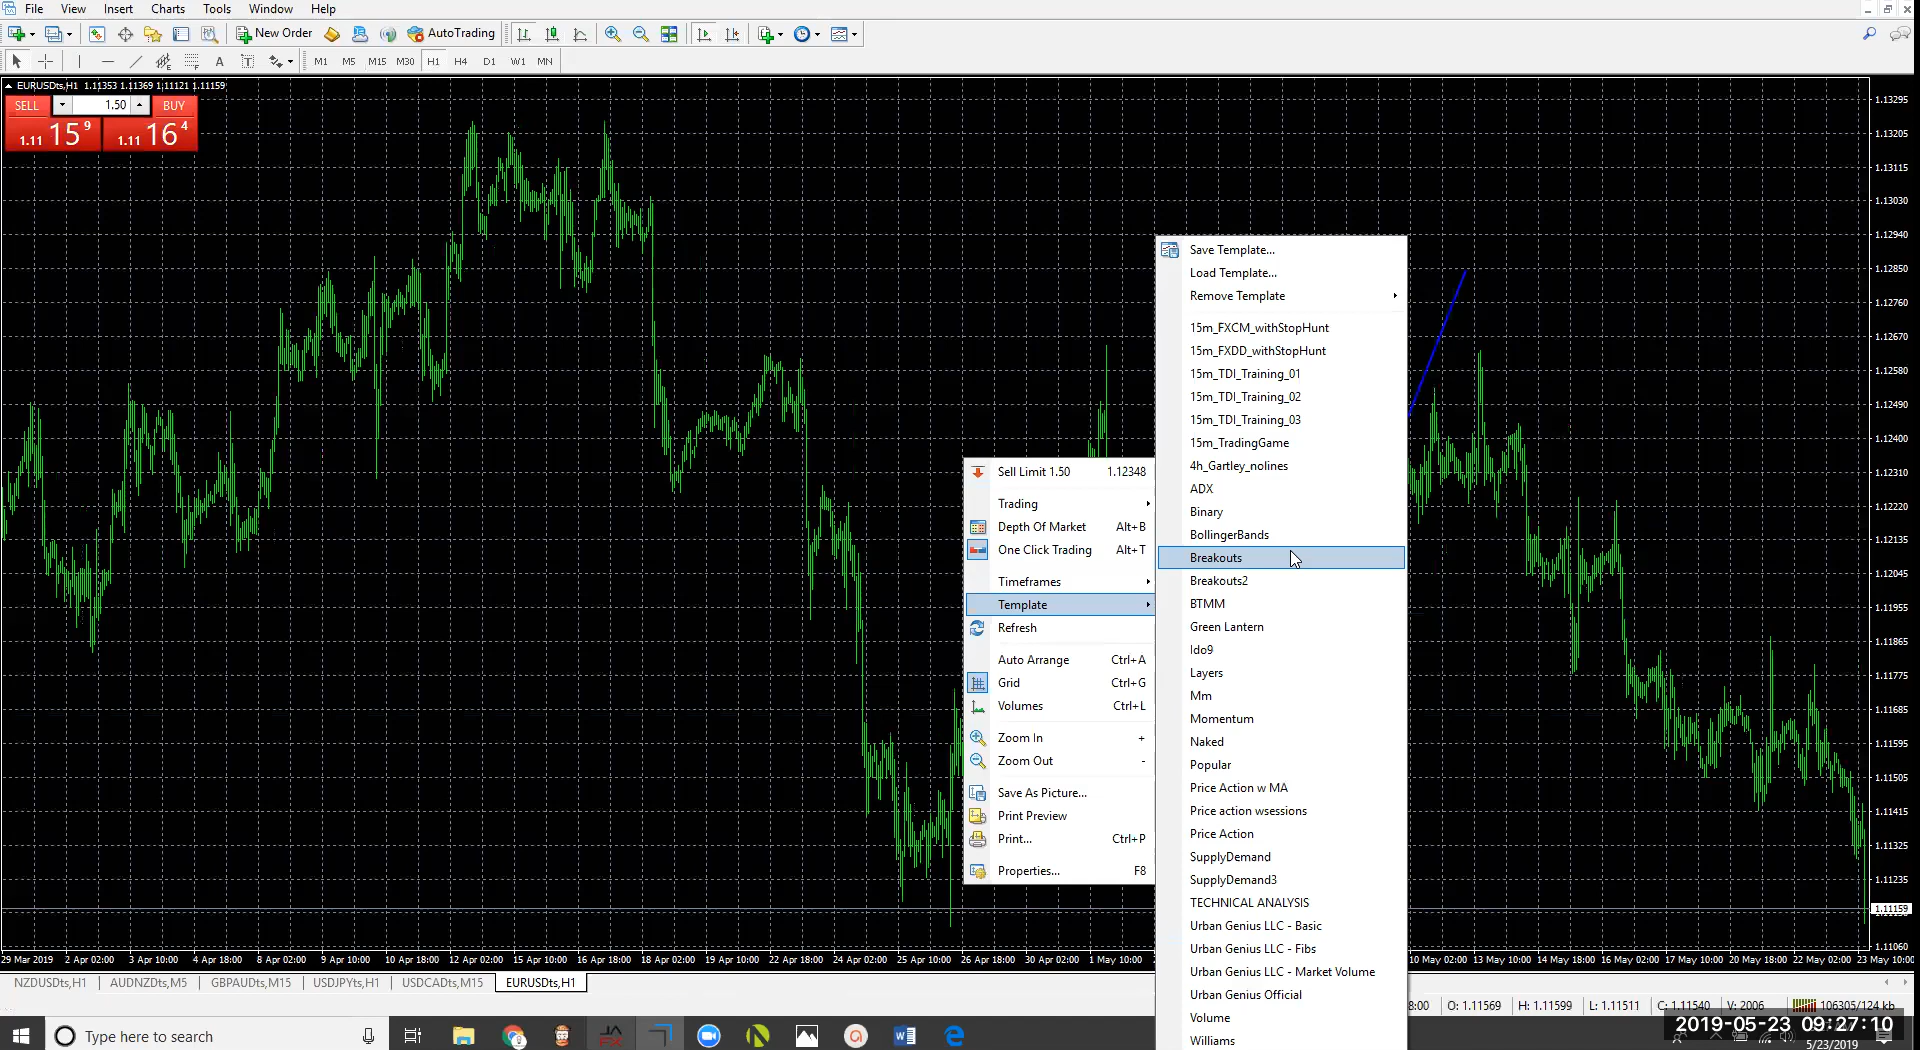 File View Insert Charts Tools Window Help
New Order AutoTrading
A T M1 M5 M15 M30 H1 H4 D1 W1 MN
EURUSDts,H1 1.11353 1.11369 1.11121 1.11159
SELL 1.50 BUY
1.11 15 9 1.11 16 4
1.13295
1.13205
1.13115
1.13030
1.12940
1.12850
1.12760
1.12670
1.12580
1.12490
1.12400
1.12310
1.12220
1.12135
1.12045
1.11955
1.11865
1.11775
1.11685
1.11595
1.11505
1.11415
1.11325
1.11235
1.11159
1.11060
Sell Limit 1.50 1.12348
Trading
Depth Of Market Alt+B
One Click Trading Alt+T
Timeframes
Template
Refresh
Auto Arrange Ctrl+A
Grid Ctrl+G
Volumes Ctrl+L
Zoom In +
Zoom Out -
Save As Picture...
Print Preview
Print... Ctrl+P
Properties... F8
Save Template...
Load Template...
Remove Template
15m_FXCM_withStopHunt
15m_FXDD_withStopHunt
15m_TDI_Training_01
15m_TDI_Training_02
15m_TDI_Training_03
15m_TradingGame
4h_Gartley_nolines
ADX
Binary
BollingerBands
Breakouts
Breakouts2
BTMM
Green Lantern
Ido9
Layers
Mm
Momentum
Naked
Popular
Price Action w MA
Price action wsessions
Price Action
SupplyDemand
SupplyDemand3
TECHNICAL ANALYSIS
Urban Genius LLC - Basic
Urban Genius LLC - Fibs
Urban Genius LLC - Market Volume
Urban Genius Official
Volume
Williams
29 Mar 2019 2 Apr 02:00 3 Apr 10:00 4 Apr 18:00 8 Apr 02:00 9 Apr 10:00 10 Apr 18:00 12 Apr 02:00 15 Apr 10:00 16 Apr 18:00 18 Apr 02:00 21 Apr 10:00 22 Apr 18:00 24 Apr 02:00 25 Apr 10:00 26 Apr 18:00 30 Apr 02:00 1 May 10:00 10 May 02:00 13 May 10:00 14 May 18:00 16 May 02:00 17 May 10:00 20 May 18:00 22 May 02:00 23 May 10:00
NZDUSDts,H1 AUDNZDts,M5 GBPAUDts,M15 USDJPYts,H1 USDCADts,M15 EURUSDts,H1
8:00 O: 1.11569 H: 1.11599 L: 1.11511 C: 1.11540 V: 2006 106305/124 kb
Type here to search
2019-05-23 09:27:10
5/23/2019